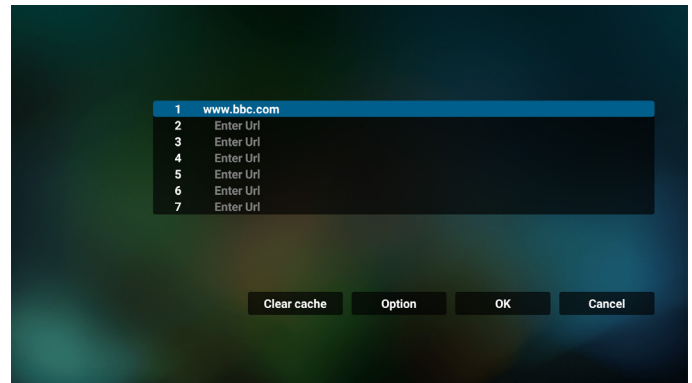 1 www.bbc.com
2 Enter Url
3 Enter Url
4 Enter Url
5 Enter Url
6 Enter Url
7 Enter Url
Clear cache Option OK Cancel